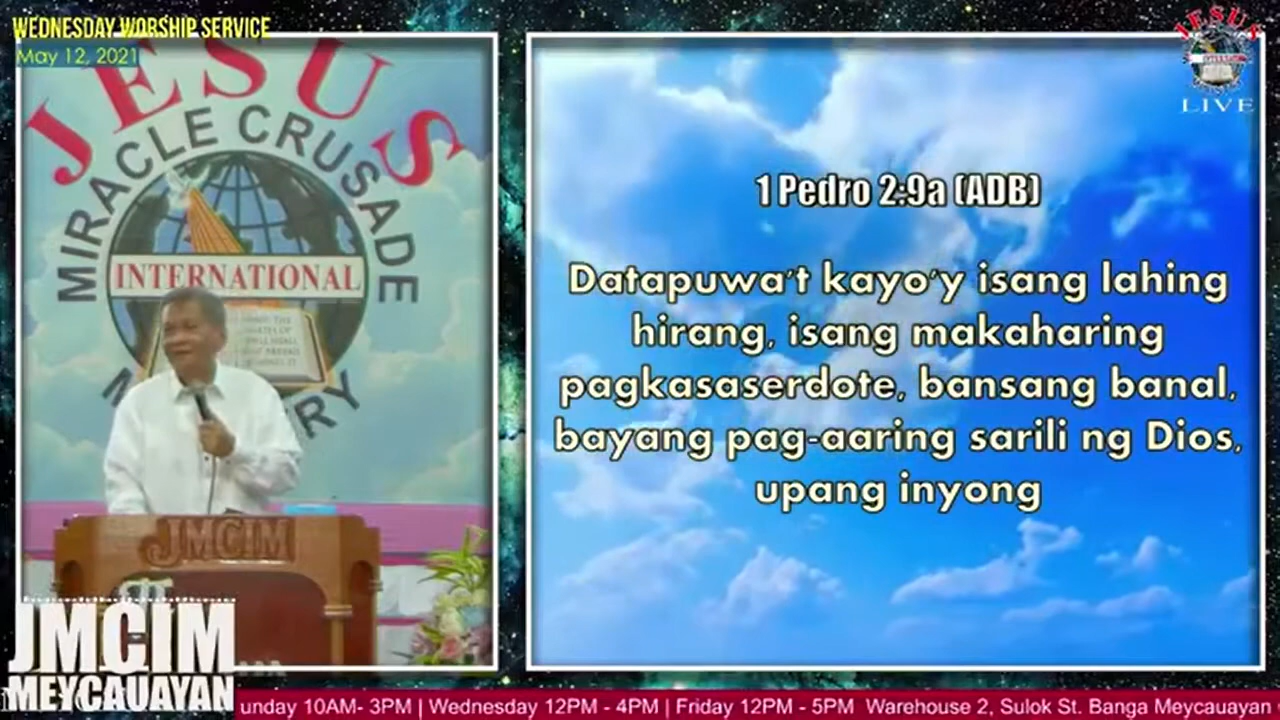 WEDNESDAY WORSHIP SERVICE
May 12, 2021
JESUS
MIRACLE CRUSADE
INTERNATIONAL
JMCIM
JMCIM
MEYCAUAYAN
JESUS
LIVE
1 Pedro 2:9a (ADB)
Datapuwa't kayo'y isang lahing
hirang, isang makaharing
pagkasaserdote, bansang banal,
bayang pag-aaring sarili ng Dios,
upang inyong
unday 10AM- 3PM | Wednesday 12PM - 4PM | Friday 12PM - 5PM Warehouse 2, Sulok St. Banga Meycauayan